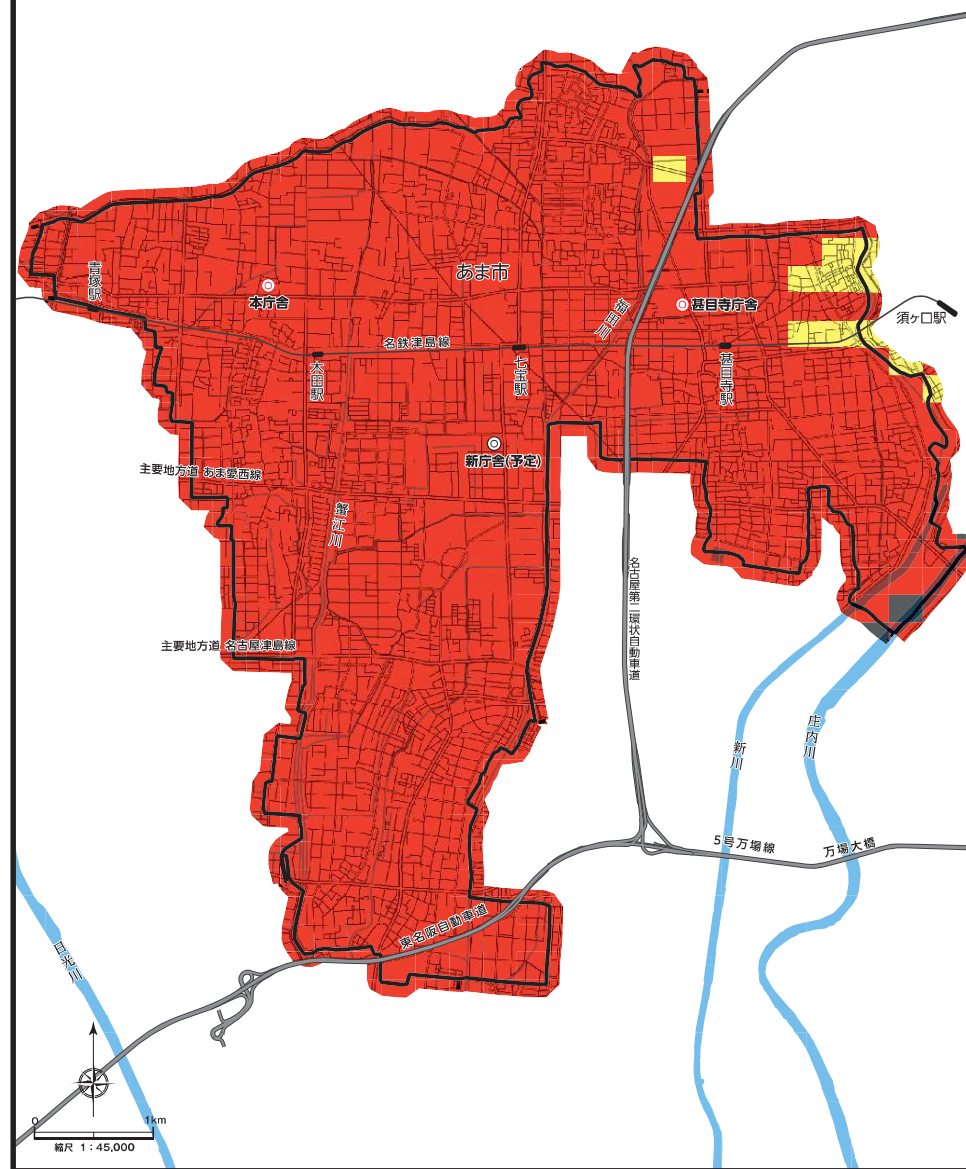 あま市
青塚駅
本庁舎
甚目寺庁舎
福田川
須ヶ口駅
名鉄津島線
木田駅
七宝駅
甚目寺駅
新庁舎(予定)
主要地方道 あま愛西線
蟹江川
名古屋第二環状自動車道
主要地方道 名古屋津島線
新川
庄内川
5号万場線
万場大橋
東名阪自動車道
日光川
0 1km
縮尺 1:45,000